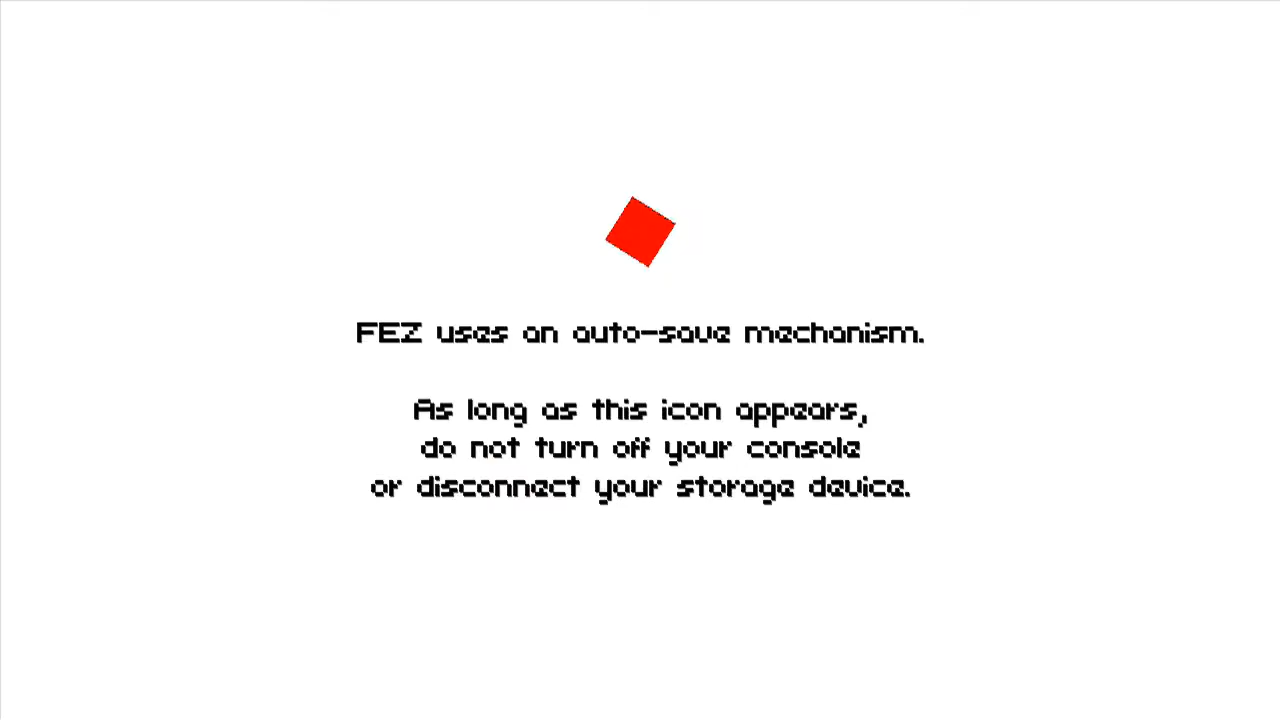 FEZ uses an auto-save mechanism.
As long as this icon appears,
do not turn off your console
or disconnect your storage device.